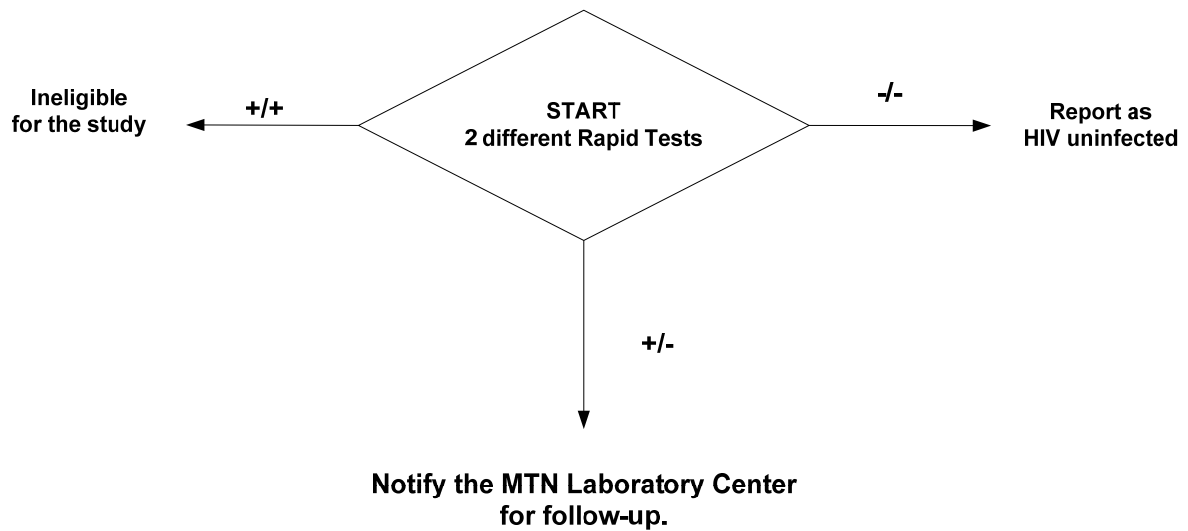 Ineligible
for the study
+/+
START
2 different Rapid Tests
-/-
Report as
HIV uninfected
+/-
Notify the MTN Laboratory Center
for follow-up.